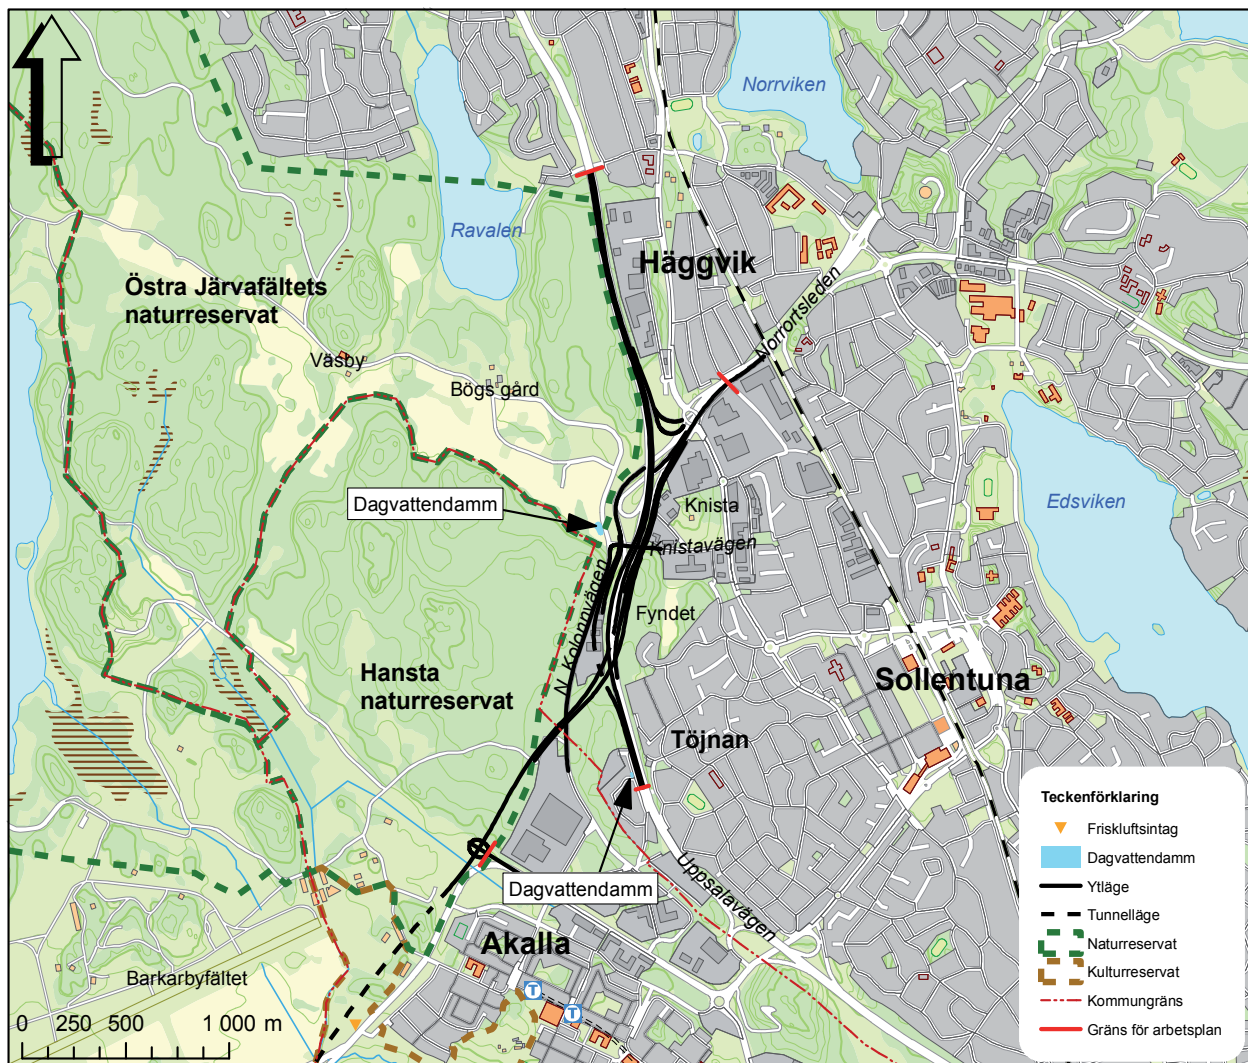 Norrviken
Ravalen
Häggvik
Östra Järvafältets
naturreservat
Norrortsleden
Väsby
Bögs gård
Dagvattendamm
Knista
Edsviken
Knistavägen
N. Kolonnvägen
Fyndet
Hansta
naturreservat
Sollentuna
Töjnan
Dagvattendamm
Uppsalavägen
Akalla
Barkarbyfältet
T
T
0 250 500 1 000 m
Teckenförklaring
Friskluftsintag
Dagvattendamm
Ytläge
Tunnelläge
Naturreservat
Kulturreservat
Kommungräns
Gräns för arbetsplan